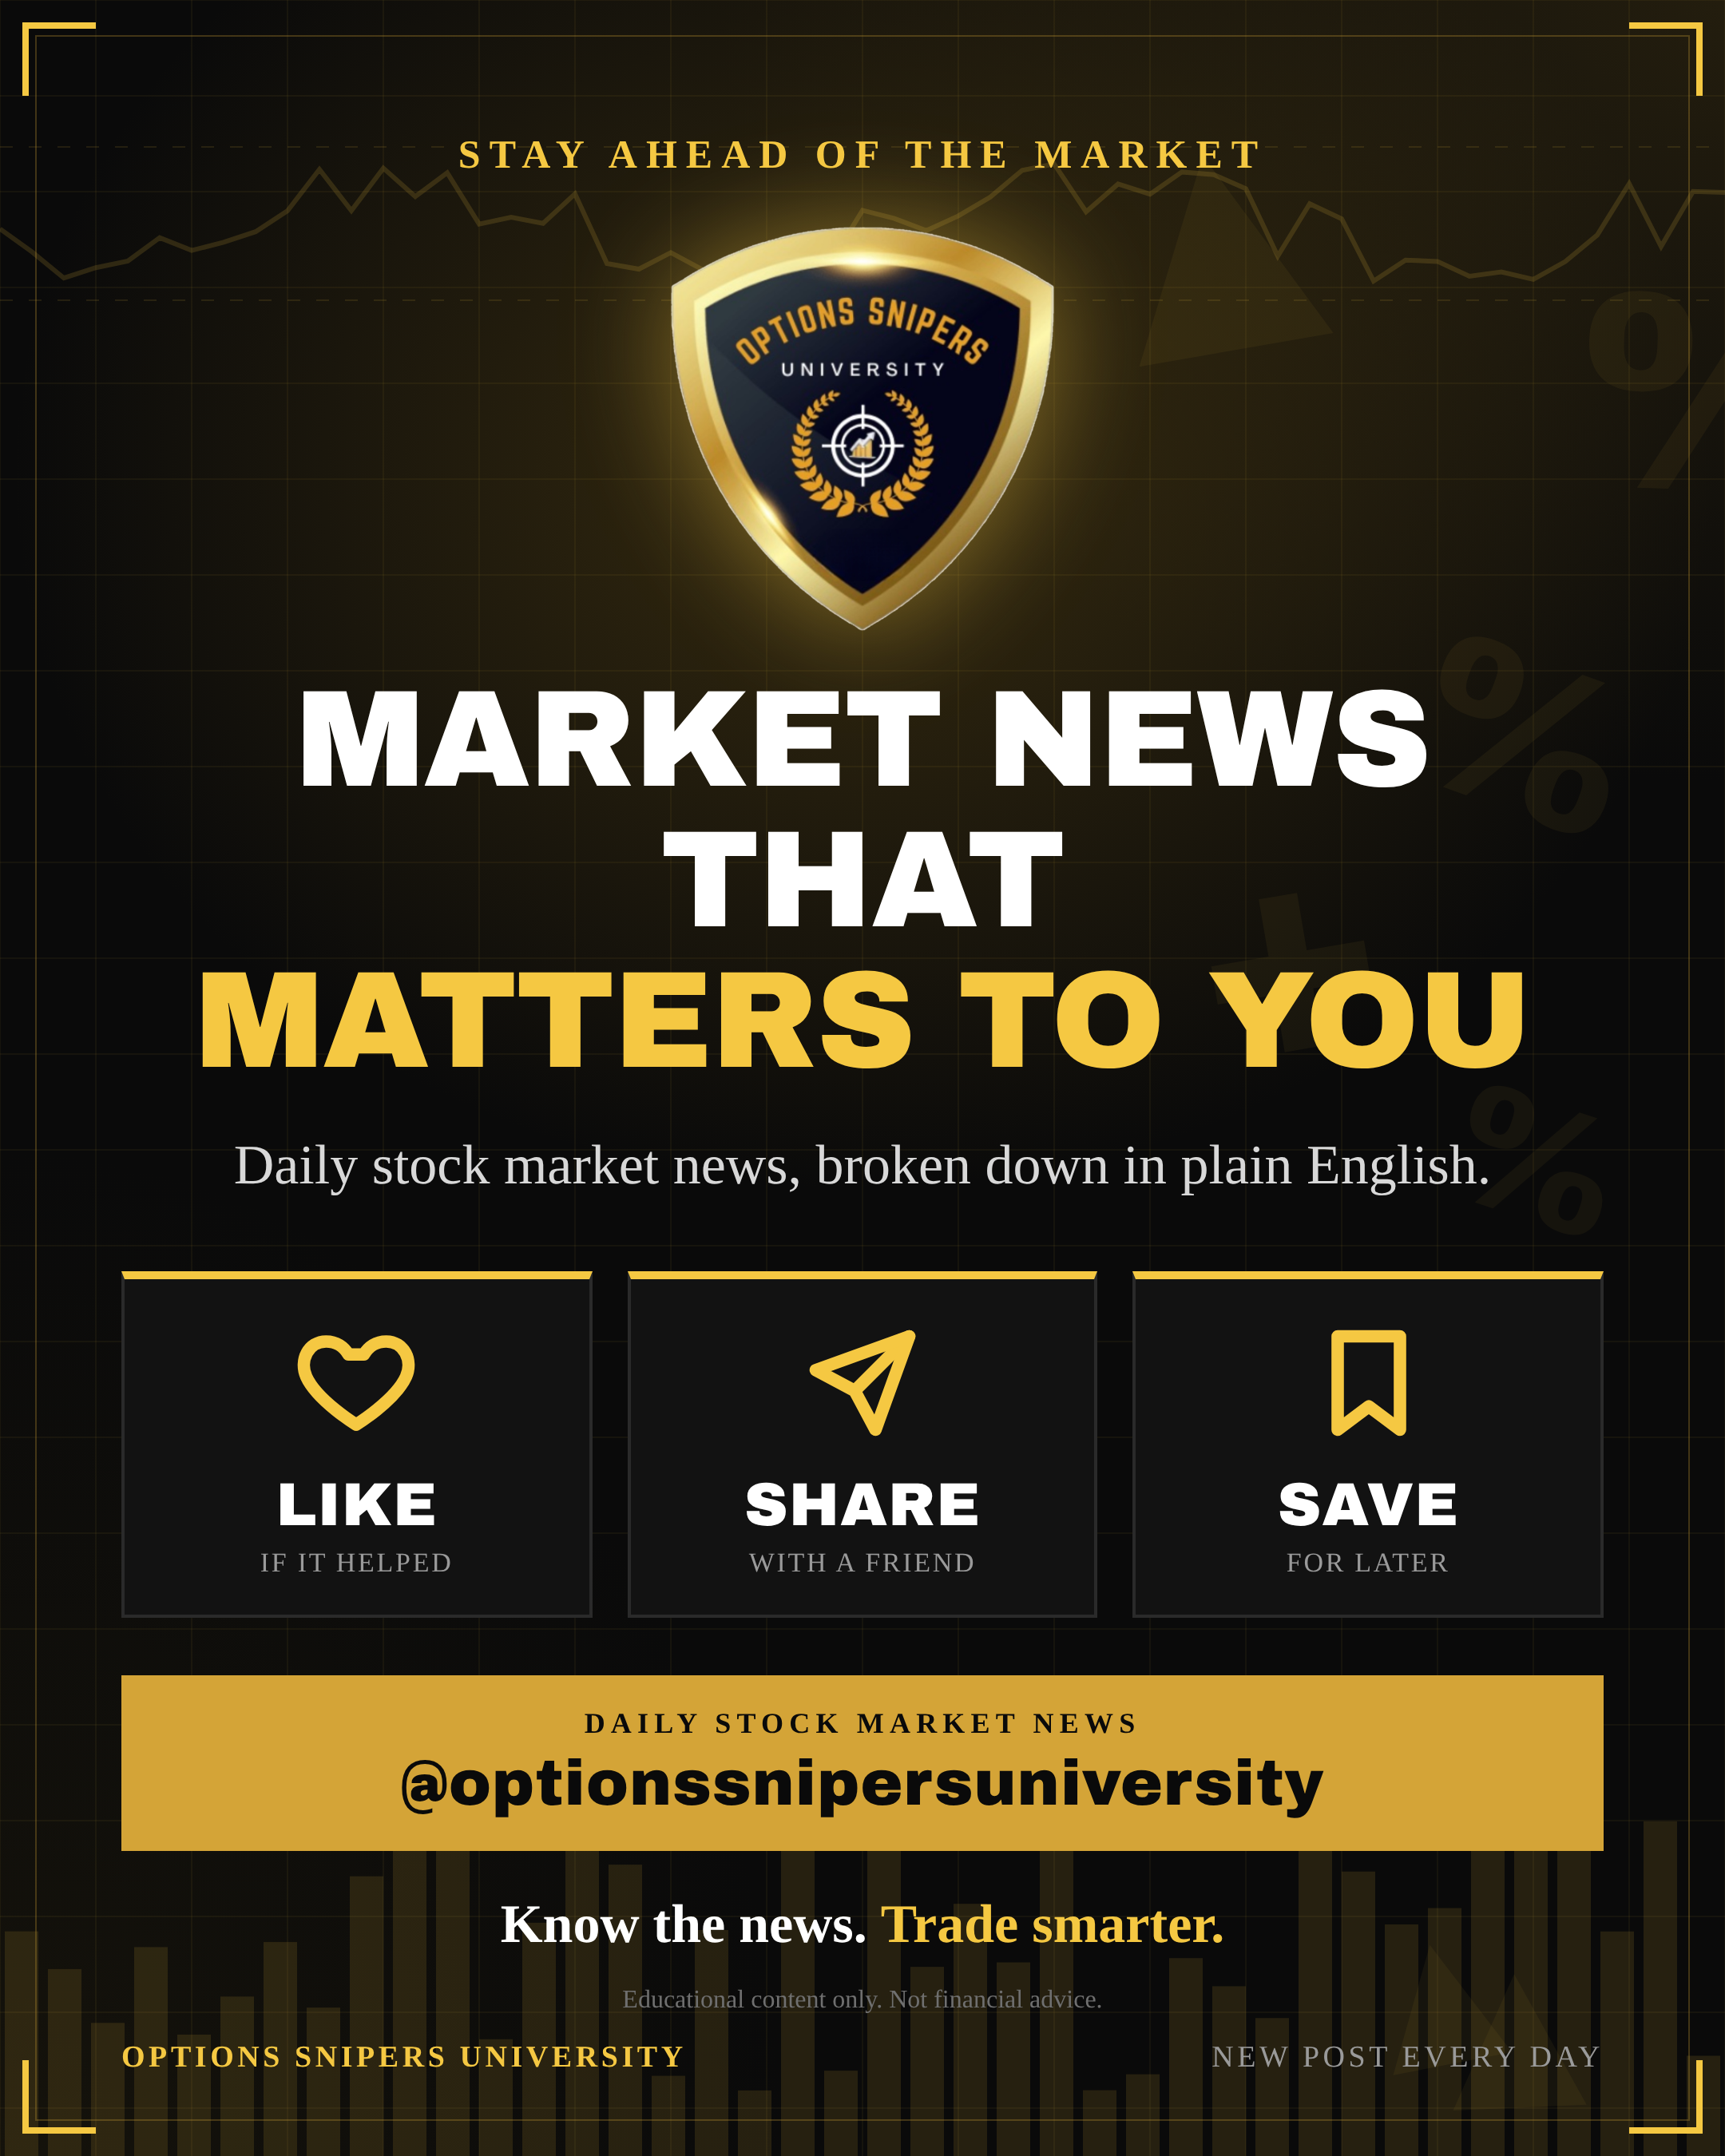 STAY AHEAD OF THE MARKET
OPTIONS SNIPERS
UNIVERSITY
%
MARKET NEWS
%
THAT
+
MATTERS TO YOU
%
Daily stock market news, broken down in plain English.
LIKE
IF IT HELPED
SHARE
WITH A FRIEND
SAVE
FOR LATER
DAILY STOCK MARKET NEWS
@optionssnipersuniversity
Know the news. Trade smarter.
Educational content only. Not financial advice.
OPTIONS SNIPERS UNIVERSITY
NEW POST EVERY DAY